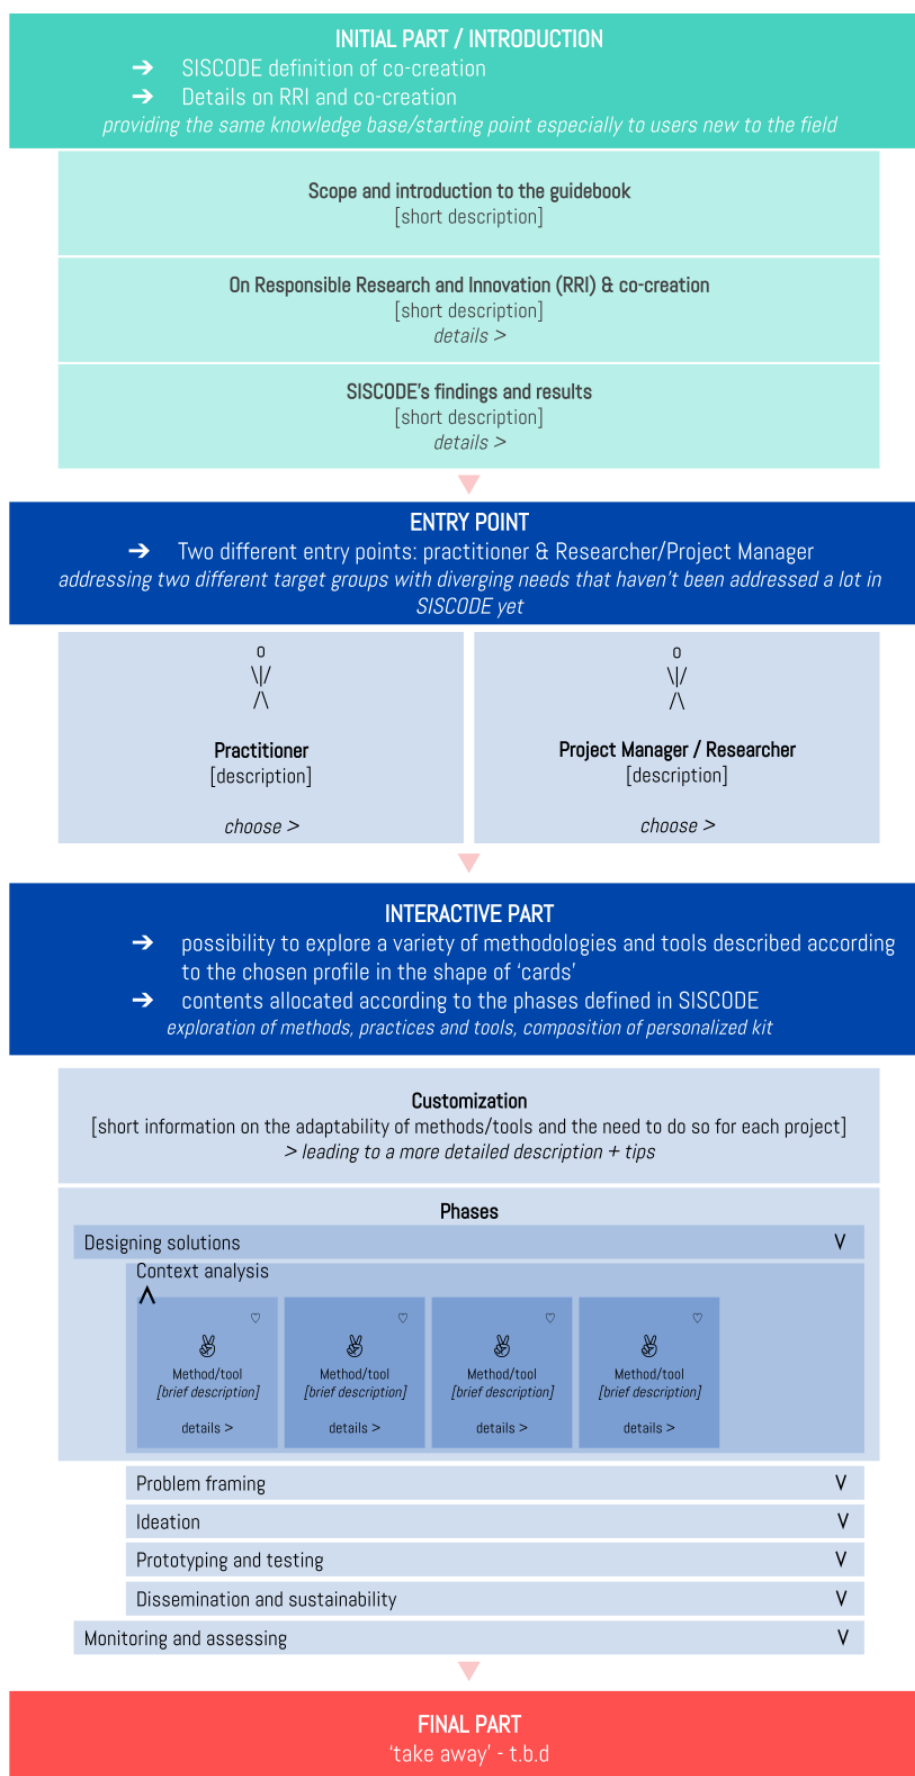 INITIAL PART / INTRODUCTION
➔ SISCODE definition of co-creation
➔ Details on RRI and co-creation
providing the same knowledge base/starting point especially to users new to the field
Scope and introduction to the guidebook
[short description]
On Responsible Research and Innovation (RRI) & co-creation
[short description]
details >
SISCODE's findings and results
[short description]
details >
ENTRY POINT
➔ Two different entry points: practitioner & Researcher/Project Manager
addressing two different target groups with diverging needs that haven't been addressed a lot in
SISCODE yet
o
\|/
/\
Practitioner
[description]
choose >
o
\|/
/\
Project Manager / Researcher
[description]
choose >
INTERACTIVE PART
➔ possibility to explore a variety of methodologies and tools described according
to the chosen profile in the shape of ‘cards’
➔ contents allocated according to the phases defined in SISCODE
exploration of methods, practices and tools, composition of personalized kit
Customization
[short information on the adaptability of methods/tools and the need to do so for each project]
> leading to a more detailed description + tips
Phases
Designing solutions V
Context analysis
V
♡
✌
Method/tool
[brief description]
details >
♡
✌
Method/tool
[brief description]
details >
♡
✌
Method/tool
[brief description]
details >
♡
✌
Method/tool
[brief description]
details >
Problem framing V
Ideation V
Prototyping and testing V
Dissemination and sustainability V
Monitoring and assessing V
FINAL PART
‘take away’ - t.b.d